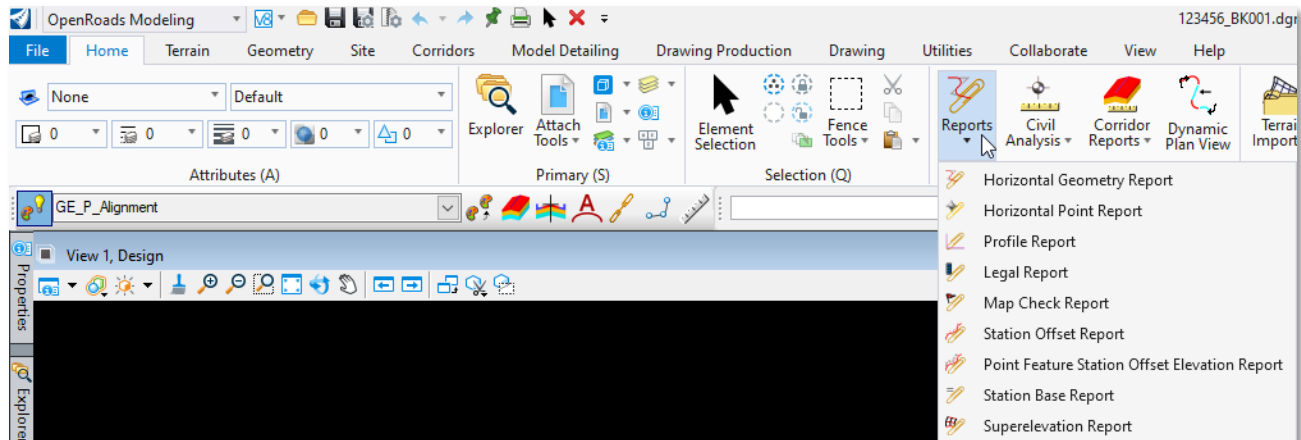 OpenRoads Modeling
V8
123456_BK001.dgn
File Home Terrain Geometry Site Corridors Model Detailing Drawing Production Drawing Utilities Collaborate View Help
None Default
0 0 0 0 0
Explorer Attach Tools Element Selection Fence Tools Reports Civil Analysis Corridor Reports Dynamic Plan View Terrai Import
Attributes (A) Primary (S) Selection (Q)
Horizontal Geometry Report
GE_P_Alignment
Horizontal Point Report
View 1, Design
Profile Report
Legal Report
Properties
Map Check Report
Station Offset Report
Point Feature Station Offset Elevation Report
Explorer
Station Base Report
Superelevation Report